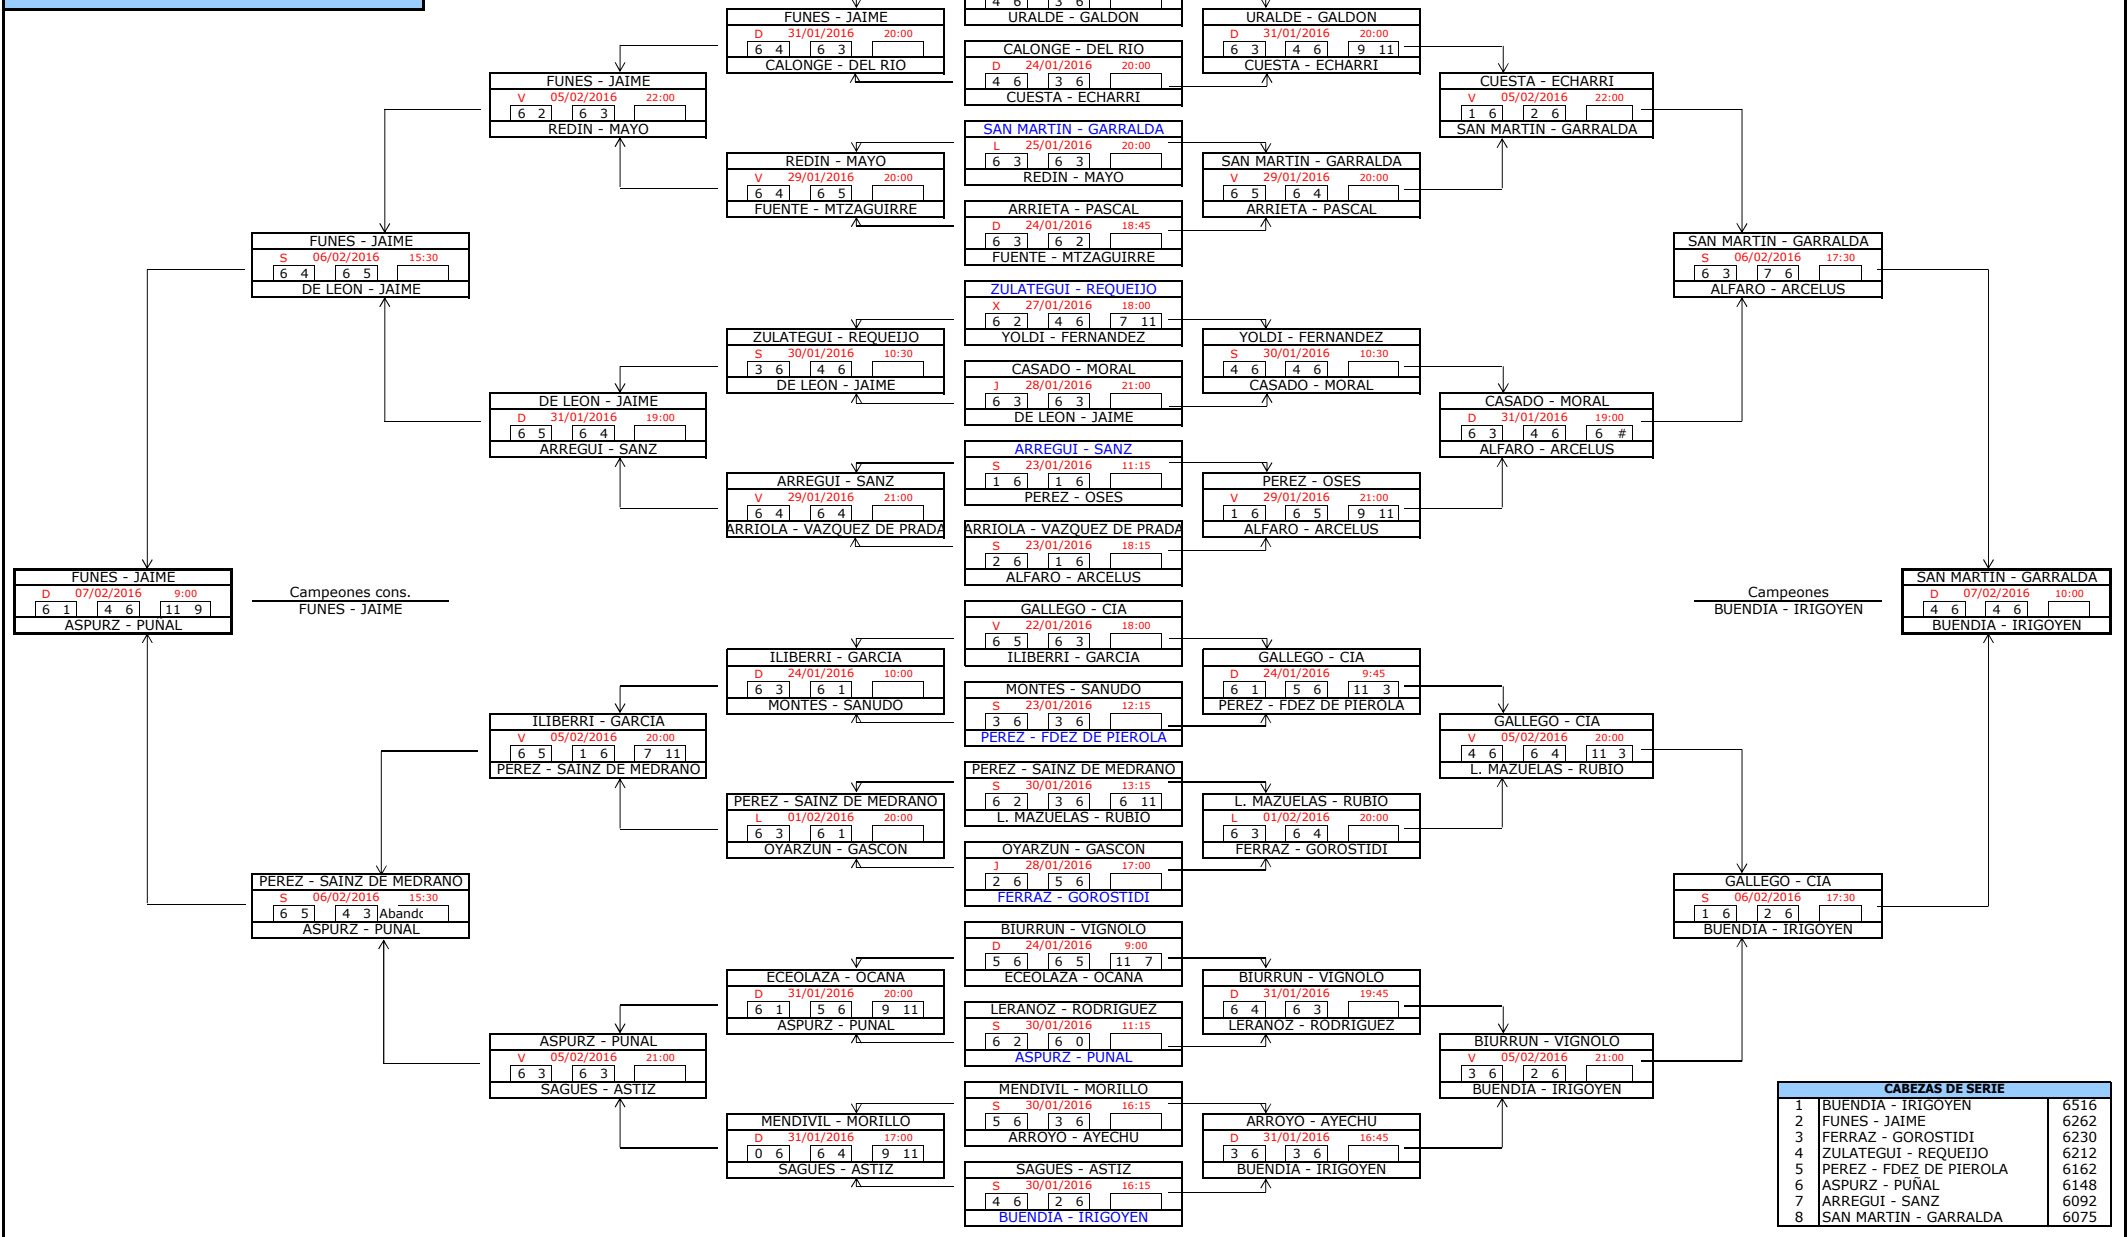 FUNES - JAIME
D 07/02/2016 9:00
6 1 4 6 11 9
ASPURZ - PUÑAL
FUNES - JAIME
S 06/02/2016 15:30
6 4 6 5
DE LEON - JAIME
Campeones cons.
FUNES - JAIME
PEREZ - SAINZ DE MEDRANO
S 06/02/2016 15:30
6 5 4 3 Abandc
ASPURZ - PUNAL
FUNES - JAIME
V 05/02/2016 22:00
6 2 6 3
REDIN - MAYO
DE LEON - JAIME
D 31/01/2016 19:00
6 5 6 4
ARREGUI - SANZ
ILIBERRI - GARCIA
V 05/02/2016 20:00
6 5 1 6 7 11
PEREZ - SAINZ DE MEDRANO
ASPURZ - PUNAL
V 05/02/2016 21:00
6 3 6 3
SAGUES - ASTIZ
FUNES - JAIME
D 31/01/2016 20:00
6 4 6 3
CALONGE - DEL RIO
REDIN - MAYO
V 29/01/2016 20:00
6 4 6 5
FUENTE - MTZAGUIRRE
ZULATEGUI - REQUEIJO
S 30/01/2016 10:30
3 6 4 6
DE LEON - JAIME
ARREGUI - SANZ
V 29/01/2016 21:00
6 4 6 4
ARRIOLA - VAZQUEZ DE PRADA
ILIBERRI - GARCIA
D 24/01/2016 10:00
6 3 6 1
MONTES - SANUDO
PEREZ - SAINZ DE MEDRANO
L 01/02/2016 20:00
6 3 6 1
OYARZUN - GASCON
ECEOLAZA - OCANA
D 31/01/2016 20:00
6 1 5 6 9 11
ASPURZ - PUNAL
MENDIVIL - MORILLO
D 31/01/2016 17:00
0 6 6 4 9 11
SAGUES - ASTIZ
4 6 3 6
URALDE - GALDON
CALONGE - DEL RIO
D 24/01/2016 20:00
4 6 3 6
CUESTA - ECHARRI
SAN MARTIN - GARRALDA
L 25/01/2016 20:00
6 3 6 3
REDIN - MAYO
ARRIETA - PASCAL
D 24/01/2016 18:45
6 3 6 2
FUENTE - MTZAGUIRRE
ZULATEGUI - REQUEIJO
X 27/01/2016 18:00
6 2 4 6 7 11
YOLDI - FERNANDEZ
CASADO - MORAL
J 28/01/2016 21:00
6 3 6 3
DE LEON - JAIME
ARREGUI - SANZ
S 23/01/2016 11:15
1 6 1 6
PEREZ - OSES
ARRIOLA - VAZQUEZ DE PRADA
S 23/01/2016 18:15
2 6 1 6
ALFARO - ARCELUS
GALLEGO - CIA
V 22/01/2016 18:00
6 5 6 3
ILIBERRI - GARCIA
MONTES - SANUDO
S 23/01/2016 12:15
3 6 3 6
PEREZ - FDEZ DE PIEROLA
PEREZ - SAINZ DE MEDRANO
S 30/01/2016 13:15
6 2 3 6 6 11
L. MAZUELAS - RUBIO
OYARZUN - GASCON
J 28/01/2016 17:00
2 6 5 6
FERRAZ - GOROSTIDI
BIURRUN - VIGNOLO
D 24/01/2016 9:00
5 6 6 5 11 7
ECEOLAZA - OCANA
LERANOZ - RODRIGUEZ
S 30/01/2016 11:15
6 2 6 0
ASPURZ - PUNAL
MENDIVIL - MORILLO
S 30/01/2016 16:15
5 6 3 6
ARROYO - AYECHU
SAGUES - ASTIZ
S 30/01/2016 16:15
4 6 2 6
BUENDIA - IRIGOYEN
URALDE - GALDON
D 31/01/2016 20:00
6 3 4 6 9 11
CUESTA - ECHARRI
SAN MARTIN - GARRALDA
V 29/01/2016 20:00
6 5 6 4
ARRIETA - PASCAL
YOLDI - FERNANDEZ
S 30/01/2016 10:30
4 6 4 6
CASADO - MORAL
PEREZ - OSES
V 29/01/2016 21:00
1 6 6 5 9 11
ALFARO - ARCELUS
GALLEGO - CIA
D 24/01/2016 9:45
6 1 5 6 11 3
PEREZ - FDEZ DE PIEROLA
L. MAZUELAS - RUBIO
L 01/02/2016 20:00
6 3 6 4
FERRAZ - GOROSTIDI
BIURRUN - VIGNOLO
D 31/01/2016 19:45
6 4 6 3
LERANOZ - RODRIGUEZ
ARROYO - AYECHU
D 31/01/2016 16:45
3 6 3 6
BUENDIA - IRIGOYEN
CUESTA - ECHARRI
V 05/02/2016 22:00
1 6 2 6
SAN MARTIN - GARRALDA
CASADO - MORAL
D 31/01/2016 19:00
6 3 4 6 6 #
ALFARO - ARCELUS
GALLEGO - CIA
V 05/02/2016 20:00
4 6 6 4 11 3
L. MAZUELAS - RUBIO
BIURRUN - VIGNOLO
V 05/02/2016 21:00
3 6 2 6
BUENDIA - IRIGOYEN
SAN MARTIN - GARRALDA
S 06/02/2016 17:30
6 3 7 6
ALFARO - ARCELUS
Campeones
BUENDIA - IRIGOYEN
GALLEGO - CIA
S 06/02/2016 17:30
1 6 2 6
BUENDIA - IRIGOYEN
SAN MARTIN - GARRALDA
D 07/02/2016 10:00
4 6 4 6
BUENDIA - IRIGOYEN
CABEZAS DE SERIE
1 BUENDIA - IRIGOYEN 6516
2 FUNES - JAIME 6262
3 FERRAZ - GOROSTIDI 6230
4 ZULATEGUI - REQUEIJO 6212
5 PEREZ - FDEZ DE PIEROLA 6162
6 ASPURZ - PUÑAL 6148
7 ARREGUI - SANZ 6092
8 SAN MARTIN - GARRALDA 6075